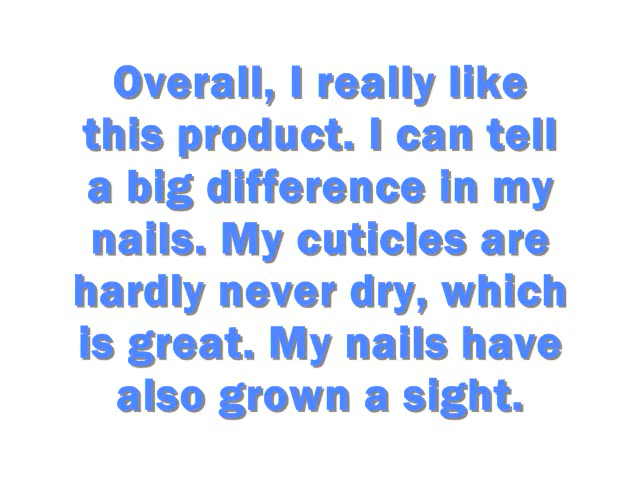 Overall, I really like
this product. I can tell
a big difference in my
nails. My cuticles are
hardly never dry, which
is great. My nails have
also grown a sight.